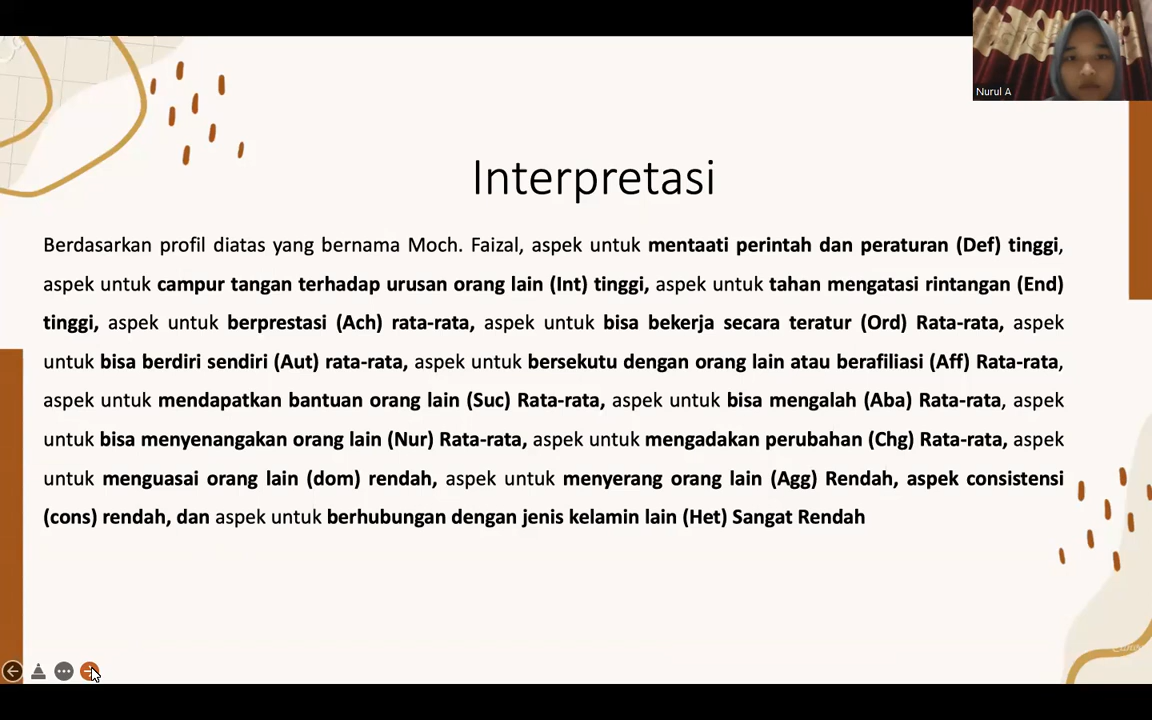 Nurul A
Interpretasi
Berdasarkan profil diatas yang bernama Moch. Faizal, aspek untuk mentaati perintah dan peraturan (Def) tinggi,
aspek untuk campur tangan terhadap urusan orang lain (Int) tinggi, aspek untuk tahan mengatasi rintangan (End)
tinggi, aspek untuk berprestasi (Ach) rata-rata, aspek untuk bisa bekerja secara teratur (Ord) Rata-rata, aspek
untuk bisa berdiri sendiri (Aut) rata-rata, aspek untuk bersekutu dengan orang lain atau berafiliasi (Aff) Rata-rata,
aspek untuk mendapatkan bantuan orang lain (Suc) Rata-rata, aspek untuk bisa mengalah (Aba) Rata-rata, aspek
untuk bisa menyenangakan orang lain (Nur) Rata-rata, aspek untuk mengadakan perubahan (Chg) Rata-rata, aspek
untuk menguasai orang lain (dom) rendah, aspek untuk menyerang orang lain (Agg) Rendah, aspek consistensi
(cons) rendah, dan aspek untuk berhubungan dengan jenis kelamin lain (Het) Sangat Rendah